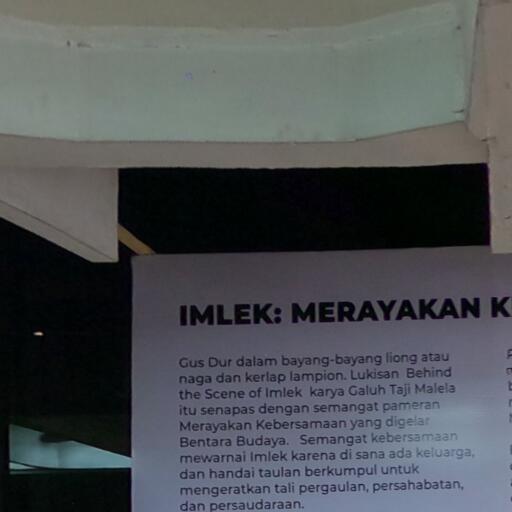 IMLEK: MERAYAKAN
Gus Dur dalam bayang-bayang liong atau
naga dan kerlap lampion. Lukisan Behind
the Scene of Imlek karya Galuh Taji Malela
itu senapas dengan semangat pameran
Merayakan Kebersamaan yang digelar
Bentara Budaya. Semangat kebersamaan
mewarnai Imlek karena di sana ada keluarga,
dan handai taulan berkumpul untuk
mengeratkan tali pergaulan, persahabatan,
dan persaudaraan.